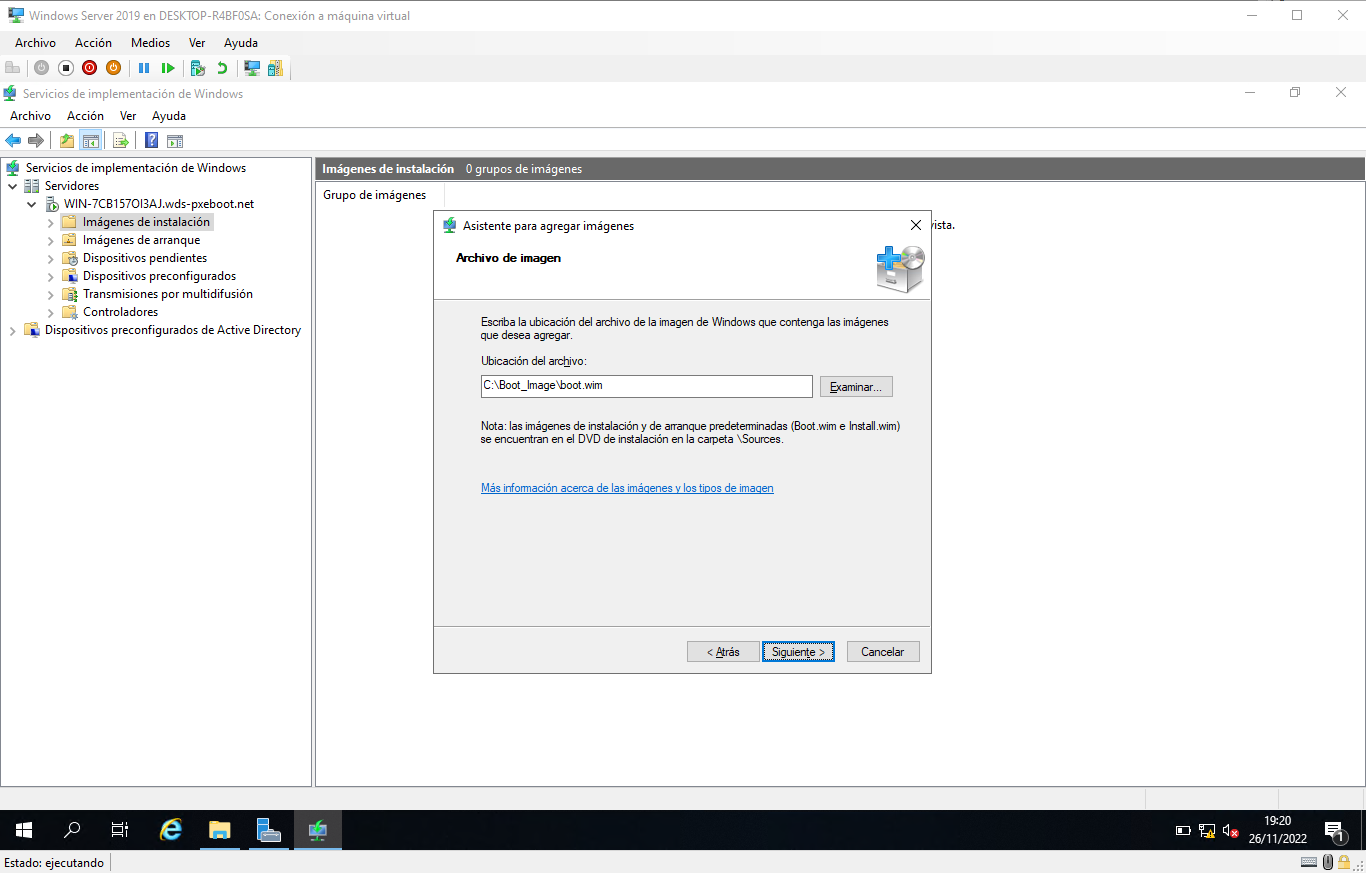 Windows Server 2019 en DESKTOP-R4BF0SA: Conexión a máquina virtual
Archivo Acción Medios Ver Ayuda
Servicios de implementación de Windows
Archivo Acción Ver Ayuda
Servicios de implementación de Windows
Servidores
WIN-7CB157OI3AJ.wds-pxeboot.net
Imágenes de instalación
Imágenes de arranque
Dispositivos pendientes
Dispositivos preconfigurados
Transmisiones por multidifusión
Controladores
Dispositivos preconfigurados de Active Directory
Imágenes de instalación 0 grupos de imágenes
Grupo de imágenes
vista.
Asistente para agregar imágenes
Archivo de imagen
Escriba la ubicación del archivo de la imagen de Windows que contenga las imágenes
que desea agregar.
Ubicación del archivo:
C:\Boot_Image\boot.wim
Examinar...
Nota: las imágenes de instalación y de arranque predeterminadas (Boot.wim e Install.wim)
se encuentran en el DVD de instalación en la carpeta \Sources.
Más información acerca de las imágenes y los tipos de imagen
< Atrás Siguiente > Cancelar
19:20
26/11/2022
1
Estado: ejecutando